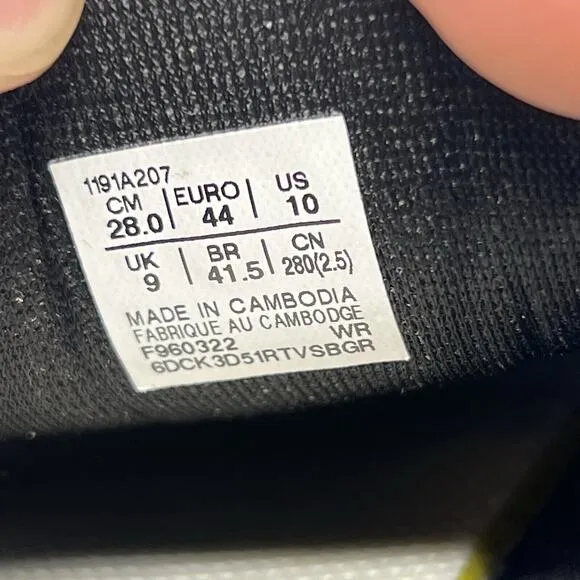 1191A207
CM | EURO | US
28.0 | 44 | 10
UK | BR | CN
9 | 41.5 | 280(2.5)
MADE IN CAMBODIA
FABRIQUE AU CAMBODGE
F960322 WR
6DCK3D51RTVSBGR